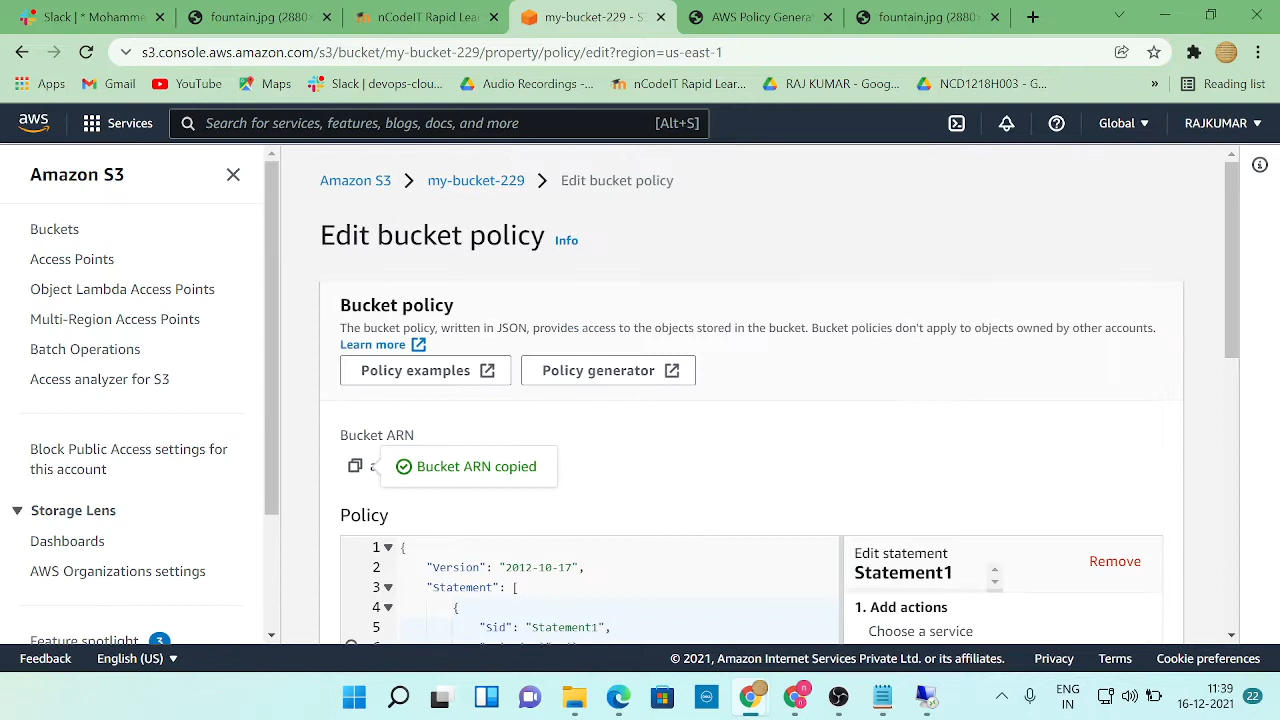 Slack | * Mohamme
fountain.jpg (2880×
nCodeIT Rapid Lear
my-bucket-229 - S
AWS Policy Genera
fountain.jpg (2880×
s3.console.aws.amazon.com/s3/bucket/my-bucket-229/property/policy/edit?region=us-east-1
Apps
Gmail
YouTube
Maps
Slack | devops-clou...
Audio Recordings -...
nCodeIT Rapid Lear...
RAJ KUMAR - Goog...
NCD1218H003 - G...
»
Reading list
aws
Services
Search for services, features, blogs, docs, and more
[Alt+S]
Global
RAJKUMAR
Amazon S3
Buckets
Access Points
Object Lambda Access Points
Multi-Region Access Points
Batch Operations
Access analyzer for S3
Block Public Access settings for
this account
Storage Lens
Dashboards
AWS Organizations settings
Feature spotlight 3
Amazon S3 > my-bucket-229 > Edit bucket policy
Edit bucket policy Info
Bucket policy
The bucket policy, written in JSON, provides access to the objects stored in the bucket. Bucket policies don't apply to objects owned by other accounts.
Learn more
Policy examples
Policy generator
Bucket ARN
Bucket ARN copied
Policy
1 {
2 "Version": "2012-10-17",
3 "Statement": [
4 {
5 "Sid": "Statement1",
Edit statement
Statement1
Remove
1. Add actions
Choose a service
Feedback
English (US)
© 2021, Amazon Internet Services Private Ltd. or its affiliates.
Privacy
Terms
Cookie preferences
ENG
IN
11:39
16-12-2021
22